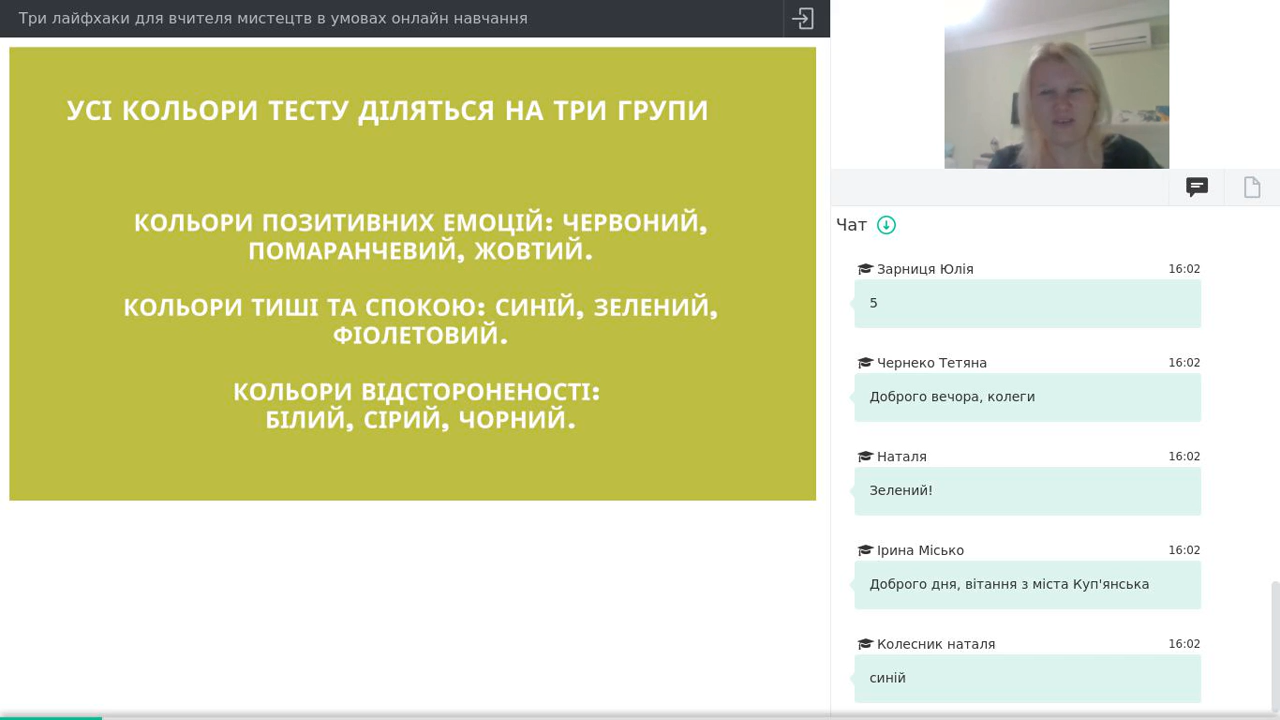 Три лайфхаки для вчителя мистецтв в умовах онлайн навчання
УСІ КОЛЬОРИ ТЕСТУ ДІЛЯТЬСЯ НА ТРИ ГРУПИ
КОЛЬОРИ ПОЗИТИВНИХ ЕМОЦІЙ: ЧЕРВОНИЙ,
ПОМАРАНЧЕВИЙ, ЖОВТИЙ.
КОЛЬОРИ ТИШІ ТА СПОКОЮ: СИНІЙ, ЗЕЛЕНИЙ,
ФІОЛЕТОВИЙ.
КОЛЬОРИ ВІДСТОРОНЕНОСТІ:
БІЛИЙ, СІРИЙ, ЧОРНИЙ.
Чат
Зарниця Юлія 16:02
5
Чернеко Тетяна 16:02
Доброго вечора, колеги
Наталя 16:02
Зелений!
Ірина Місько 16:02
Доброго дня, вітання з міста Куп'янська
Колесник наталя 16:02
синій